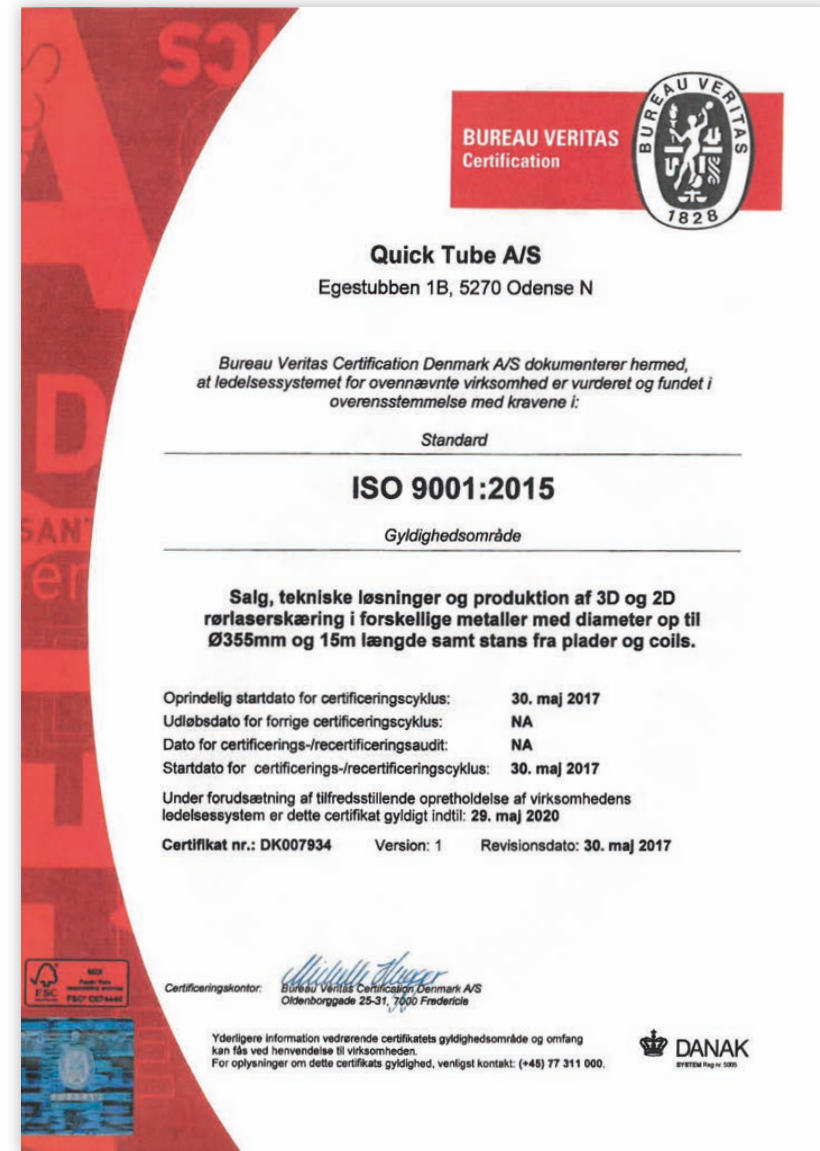 BUREAU VERITAS
Certification
BUREAU VERITAS
1828
Quick Tube A/S
Egestubben 1B, 5270 Odense N
Bureau Veritas Certification Denmark A/S dokumenterer hermed,
at ledelsessystemet for ovennævnte virksomhed er vurderet og fundet i
overensstemmelse med kravene i:
Standard
ISO 9001:2015
Gyldighedsområde
Salg, tekniske løsninger og produktion af 3D og 2D
rørlaserskæring i forskellige metaller med diameter op til
Ø355mm og 15m længde samt stans fra plader og coils.
Oprindelig startdato for certificeringscyklus: 30. maj 2017
Udløbsdato for forrige certificeringscyklus: NA
Dato for certificerings-/recertificeringsaudit: NA
Startdato for certificerings-/recertificeringscyklus: 30. maj 2017
Under forudsætning af tilfredsstillende opretholdelse af virksomhedens
ledelsessystem er dette certifikat gyldigt indtil: 29. maj 2020
Certifikat nr.: DK007934 Version: 1 Revisionsdato: 30. maj 2017
Certificeringskontor: Bureau Veritas Certification Denmark A/S
Oldenborggade 25-31, 7000 Fredericia
Yderligere information vedrørende certifikatets gyldighedsområde og omfang
kan fås ved henvendelse til virksomheden.
For oplysninger om dette certifikats gyldighed, venligst kontakt: (+45) 77 311 000.
FSC
MIX
DANAK
SYSTEM Reg nr. 5005